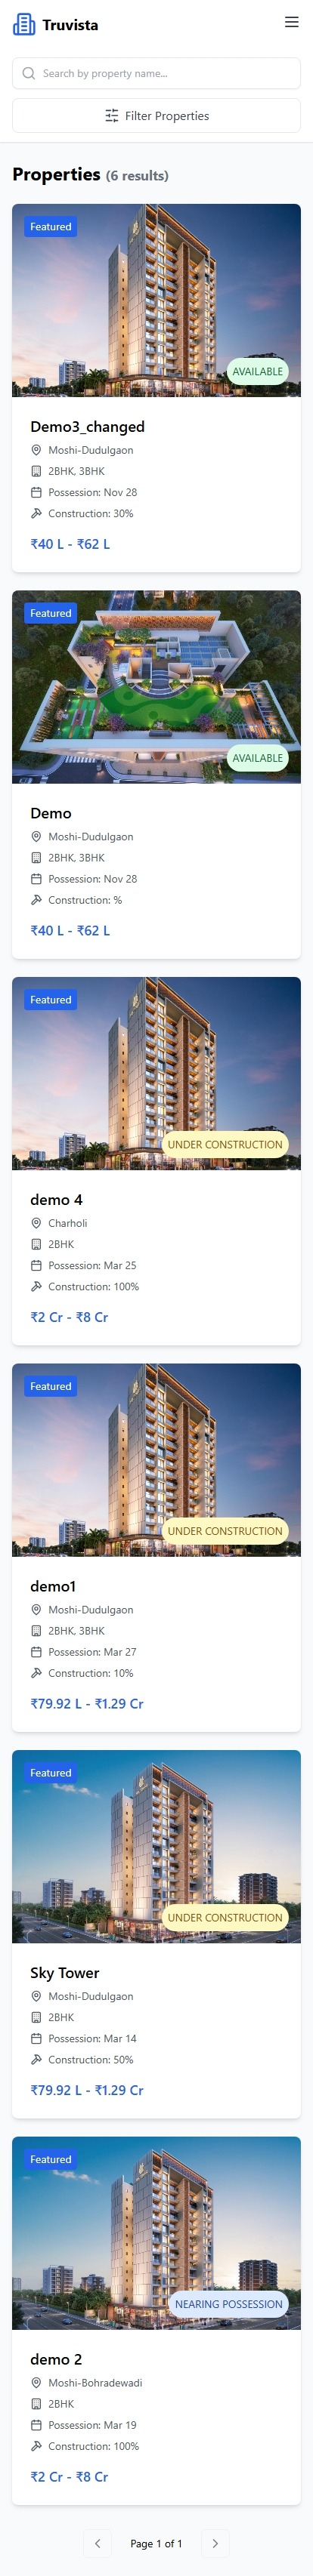 Truvista
Search by property name...
Filter Properties
Properties (6 results)
Featured
AVAILABLE
Demo3_changed
Moshi-Dudulgaon
2BHK, 3BHK
Possession: Nov 28
Construction: 30%
₹40 L - ₹62 L
Featured
AVAILABLE
Demo
Moshi-Dudulgaon
2BHK, 3BHK
Possession: Nov 28
Construction: %
₹40 L - ₹62 L
Featured
UNDER CONSTRUCTION
demo 4
Charholi
2BHK
Possession: Mar 25
Construction: 100%
₹2 Cr - ₹8 Cr
Featured
UNDER CONSTRUCTION
demo1
Moshi-Dudulgaon
2BHK, 3BHK
Possession: Mar 27
Construction: 10%
₹79.92 L - ₹1.29 Cr
Featured
UNDER CONSTRUCTION
Sky Tower
Moshi-Dudulgaon
2BHK
Possession: Mar 14
Construction: 50%
₹79.92 L - ₹1.29 Cr
Featured
NEARING POSSESSION
demo 2
Moshi-Bohradewadi
2BHK
Possession: Mar 19
Construction: 100%
₹2 Cr - ₹8 Cr
Page 1 of 1